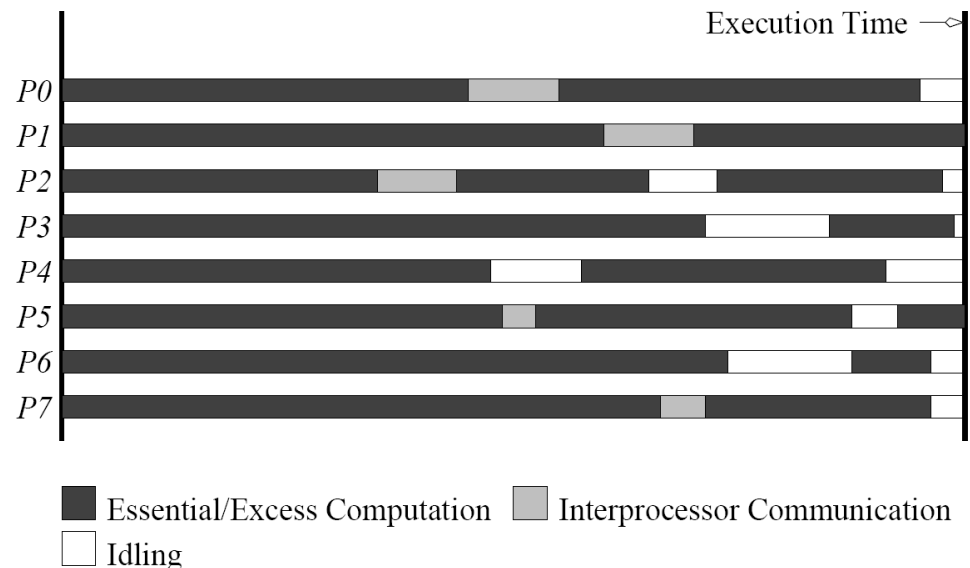 Execution Time
P0
P1
P2
P3
P4
P5
P6
P7
Essential/Excess Computation
Interprocessor Communication
Idling